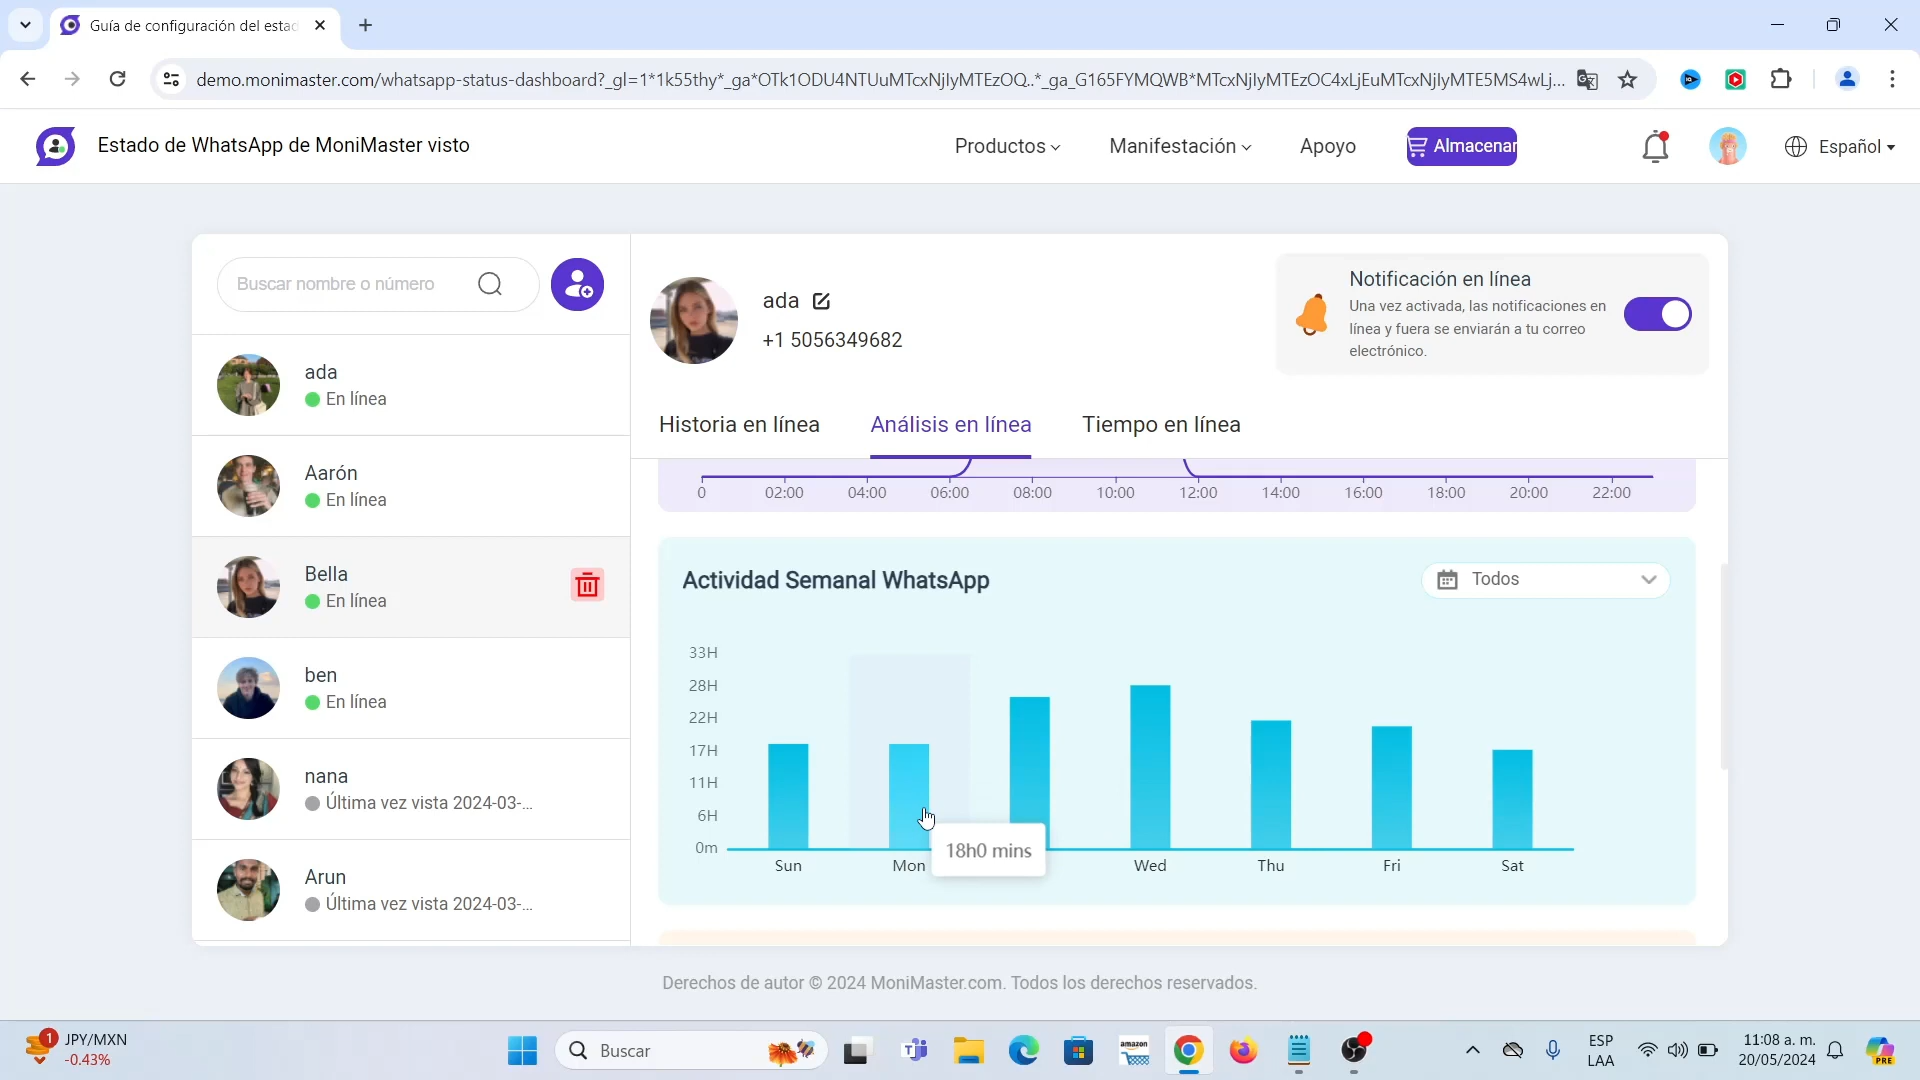 Guía de configuración del estad
demo.monimaster.com/whatsapp-status-dashboard?_gl=1*1k55thy*_ga*OTk1ODU4NTUuMTcxNjIyMTEzOQ..*_ga_G165FYMQWB*MTcxNjIyMTEzOC4xLjEuMTcxNjIyMTE5MS4wLj...
Estado de WhatsApp de MoniMaster visto
Productos
Manifestación
Apoyo
Almacenar
Español
Buscar nombre o número
ada
En línea
Aarón
En línea
Bella
En línea
ben
En línea
nana
Última vez vista 2024-03-...
Arun
Última vez vista 2024-03-...
ada
+1 5056349682
Notificación en línea
Una vez activada, las notificaciones en
línea y fuera se enviarán a tu correo
electrónico.
Historia en línea
Análisis en línea
Tiempo en línea
0 02:00 04:00 06:00 08:00 10:00 12:00 14:00 16:00 18:00 20:00 22:00
Actividad Semanal WhatsApp
Todos
33H
28H
22H
17H
11H
6H
0m
Sun Mon Wed Thu Fri Sat
18h0 mins
Derechos de autor © 2024 MoniMaster.com. Todos los derechos reservados.
1
JPY/MXN
-0.43%
Buscar
amazon
ESP
LAA
11:08 a. m.
20/05/2024
PRE